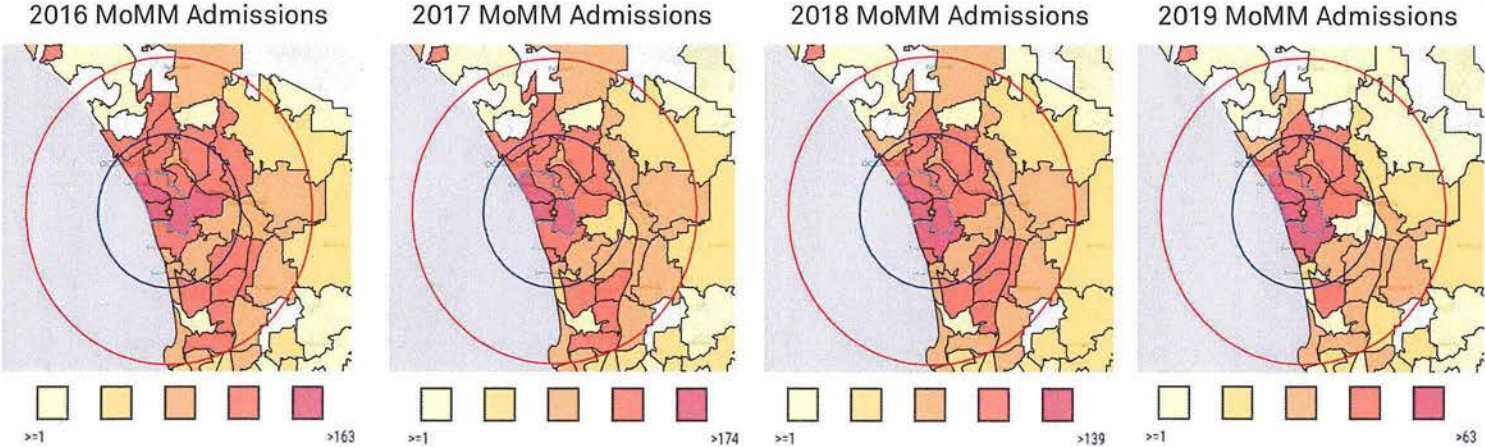 2016 MoMM Admissions
2017 MoMM Admissions
2018 MoMM Admissions
2019 MoMM Admissions
>=1 >163
>=1 >174
>=1 >139
>=1 >63